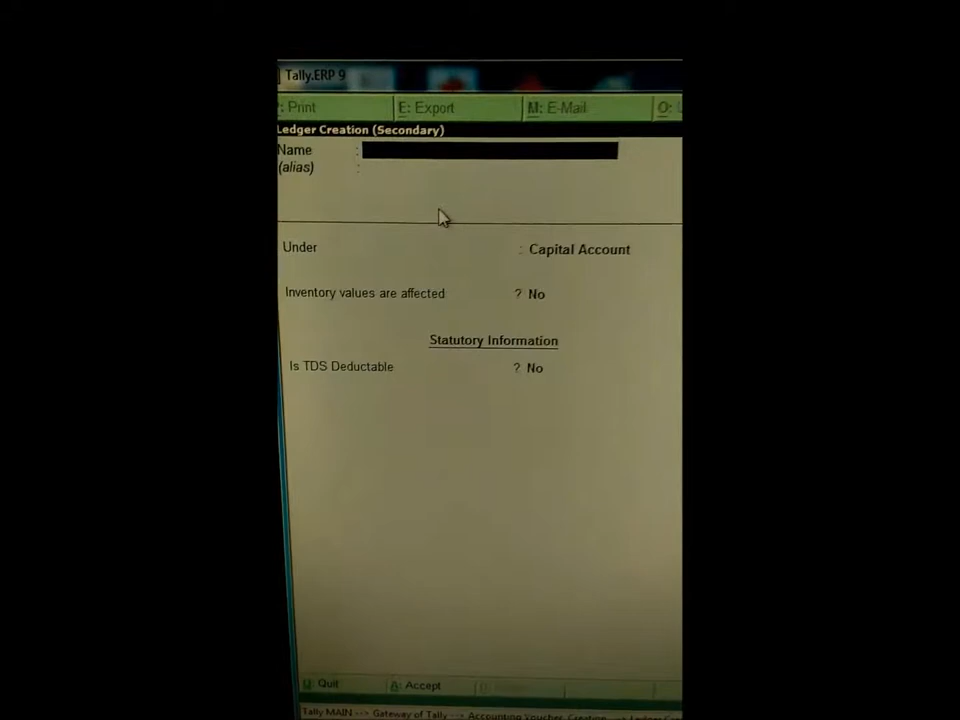 Tally.ERP 9
: Print E: Export M: E-Mail O:
Ledger Creation (Secondary)
Name :
(alias) :
Under : Capital Account
Inventory values are affected ? No
Statutory Information
Is TDS Deductable ? No
Q: Quit A: Accept
Tally MAIN --> Gateway of Tally --> Accounting Voucher Creation --> Ledger